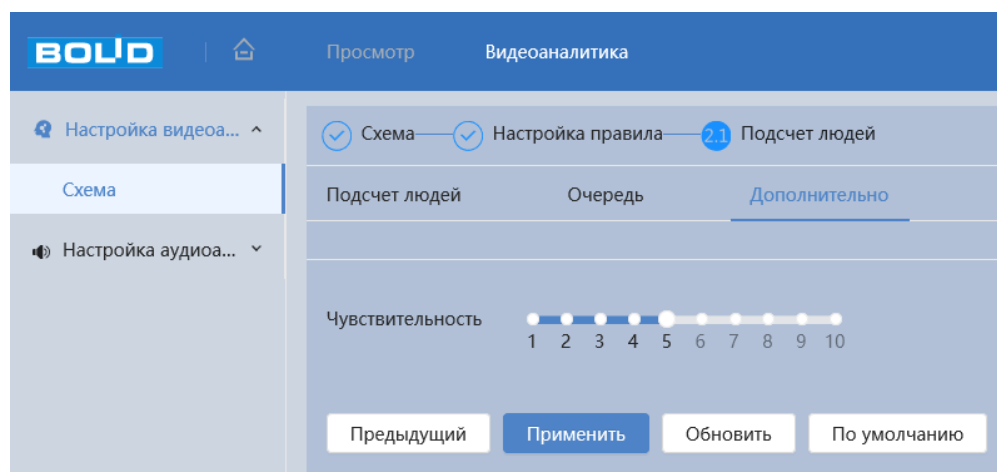 BOLID Просмотр Видеоаналитика
Настройка видеоа...
Схема
Настройка аудиоа...
Схема Настройка правила 2.1 Подсчет людей
Подсчет людей Очередь Дополнительно
Чувствительность
1 2 3 4 5 6 7 8 9 10
Предыдущий Применить Обновить По умолчанию